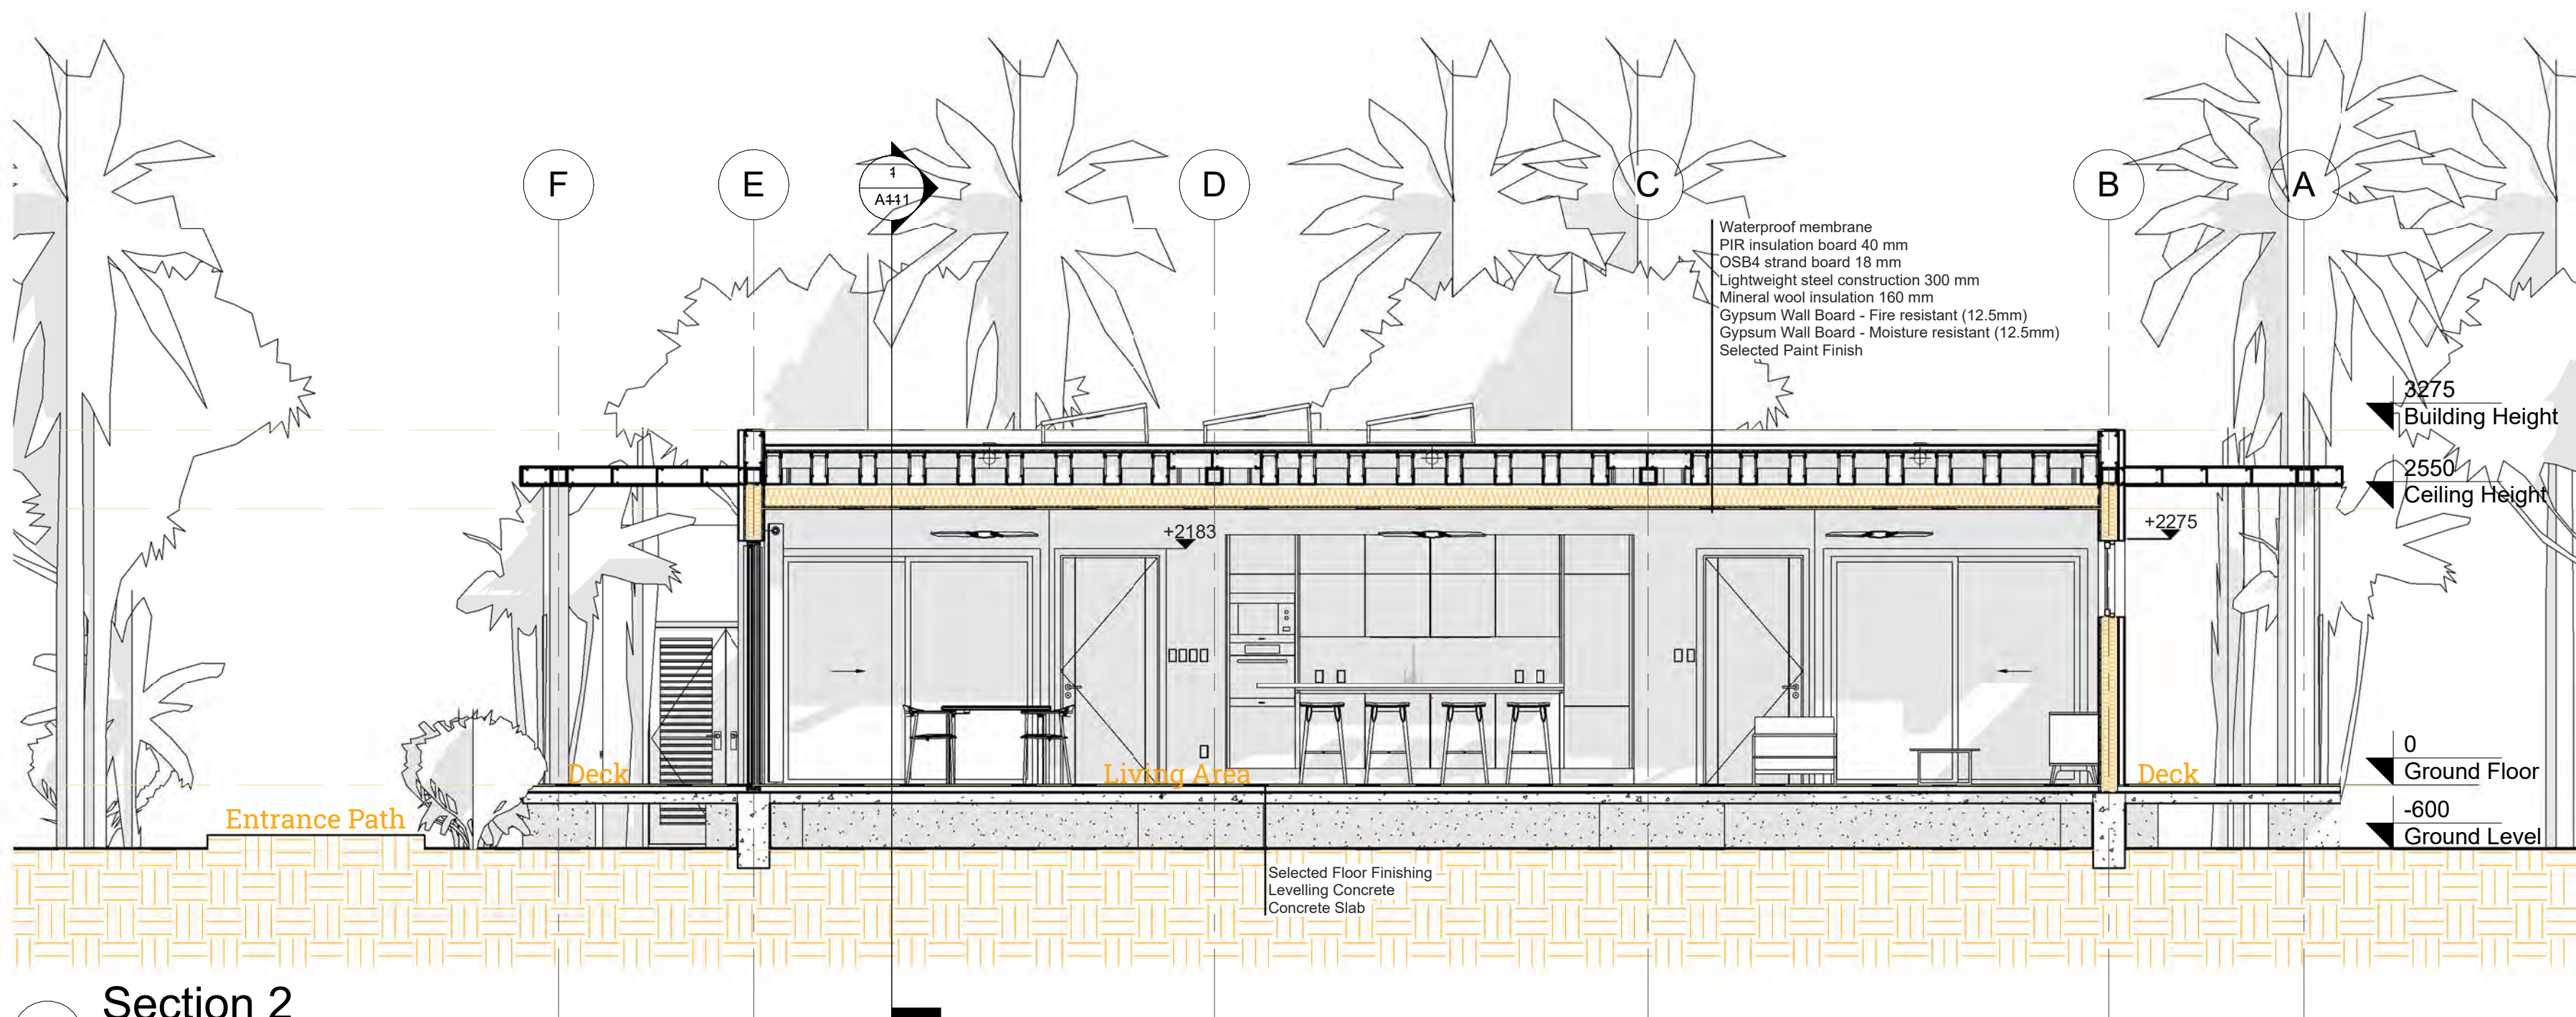 F
E
1
A111
D
C
B
A
Waterproof membrane
PIR insulation board 40 mm
OSB4 strand board 18 mm
Lightweight steel construction 300 mm
Mineral wool insulation 160 mm
Gypsum Wall Board - Fire resistant (12.5mm)
Gypsum Wall Board - Moisture resistant (12.5mm)
Selected Paint Finish
3275
Building Height
2550
Ceiling Height
+2183
+2275
0
Ground Floor
-600
Ground Level
Deck
Living Area
Deck
Entrance Path
Selected Floor Finishing
Levelling Concrete
Concrete Slab
Section 2